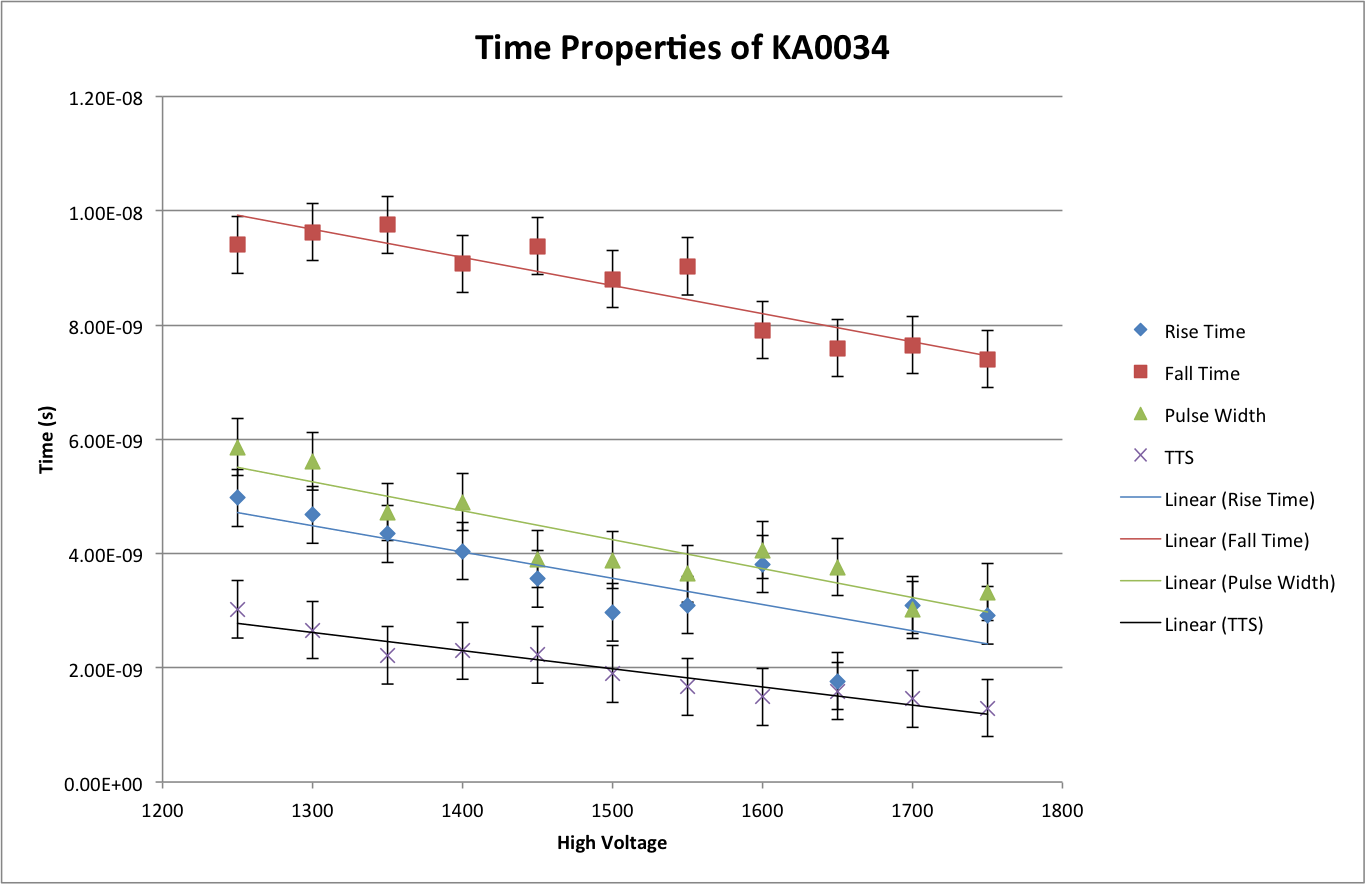 Time Properties of KA0034
1.20E-08
1.00E-08
8.00E-09
6.00E-09
4.00E-09
2.00E-09
0.00E+00
Time (s)
1200 1300 1400 1500 1600 1700 1800
High Voltage
Rise Time
Fall Time
Pulse Width
TTS
Linear (Rise Time)
Linear (Fall Time)
Linear (Pulse Width)
Linear (TTS)